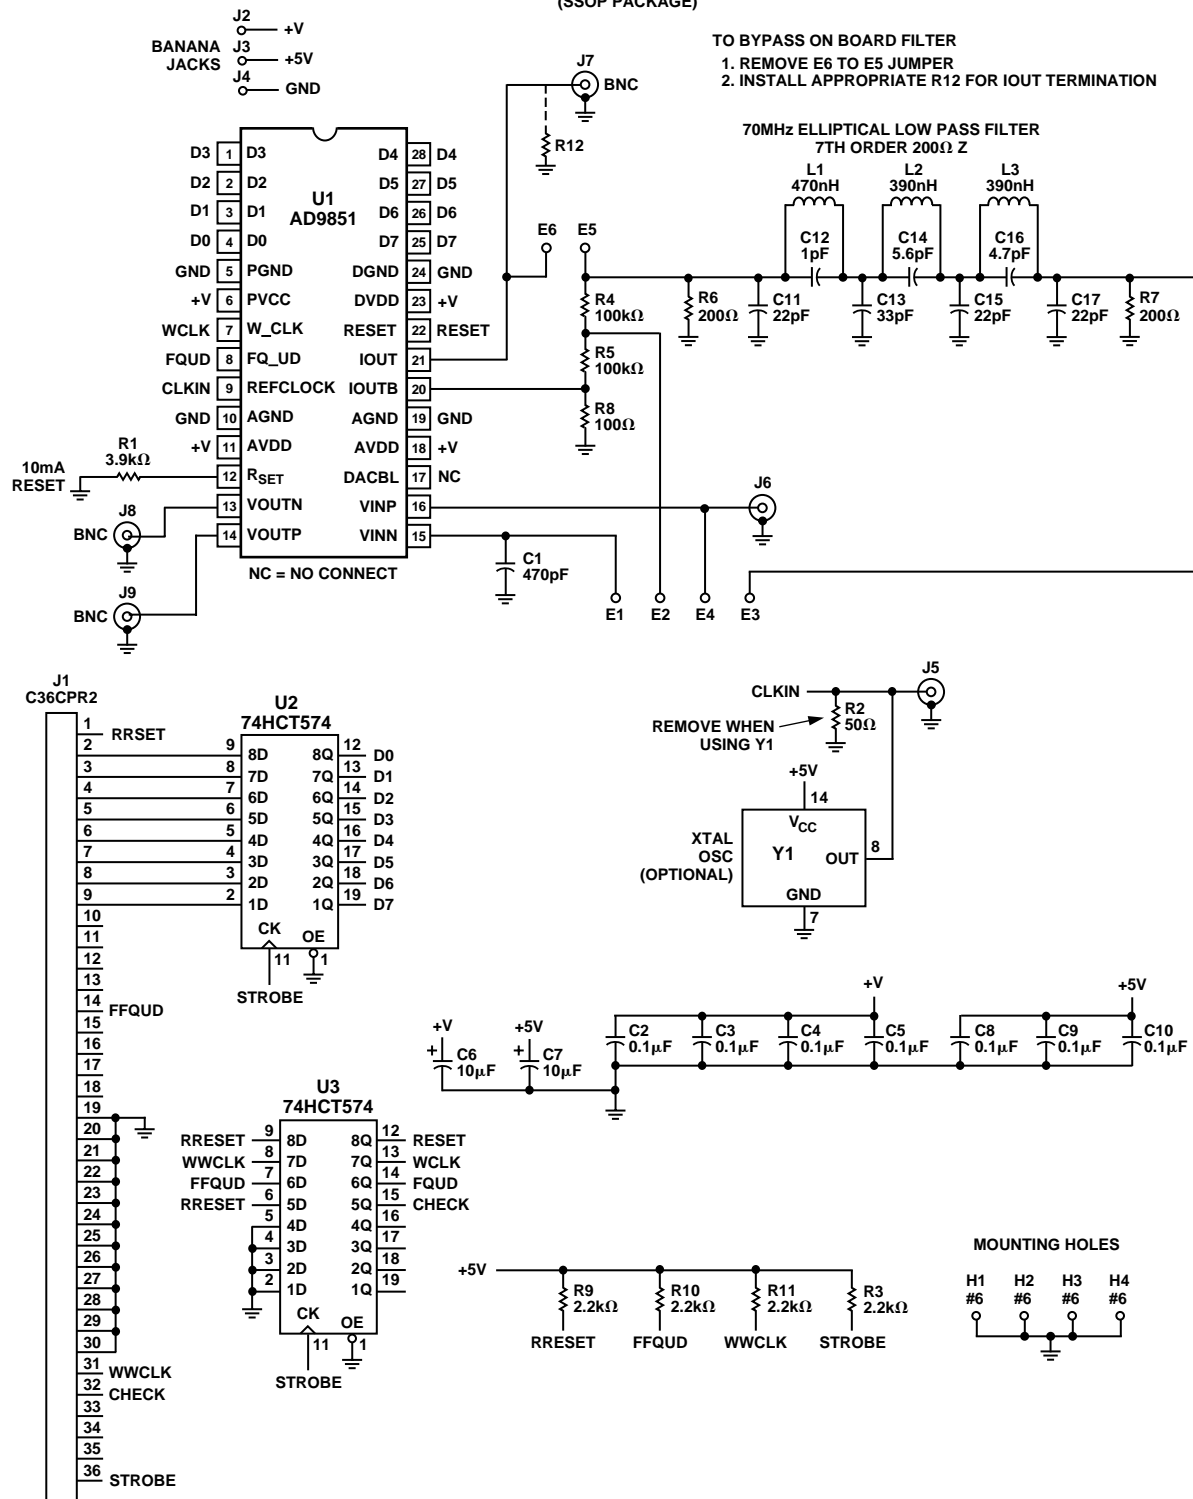 (SSOP PACKAGE)
J2
+V
BANANA JACKS
J3
+5V
J4
GND
J7
BNC
R12
TO BYPASS ON BOARD FILTER
1. REMOVE E6 TO E5 JUMPER
2. INSTALL APPROPRIATE R12 FOR IOUT TERMINATION
70MHz ELLIPTICAL LOW PASS FILTER
7TH ORDER 200Ω Z
L1
470nH
L2
390nH
L3
390nH
C12
1pF
C14
5.6pF
C16
4.7pF
R6
200Ω
C11
22pF
C13
33pF
C15
22pF
C17
22pF
R7
200Ω
U1
AD9851
D3 1 D3
D2 2 D2
D1 3 D1
D0 4 D0
GND 5 PGND
+V 6 PVCC
WCLK 7 W_CLK
FQUD 8 FQ_UD
CLKIN 9 REFCLOCK
GND 10 AGND
+V 11 AVDD
12 RSET
13 VOUTN
14 VOUTP
D4 28 D4
D5 27 D5
D6 26 D6
D7 25 D7
DGND 24 GND
DVDD 23 +V
RESET 22 RESET
IOUT 21
IOUTB 20
AGND 19 GND
AVDD 18 +V
DACBL 17 NC
VINP 16
VINN 15
NC = NO CONNECT
R1
3.9kΩ
10mA
RESET
J8
BNC
J9
BNC
E6
E5
R4
100kΩ
R5
100kΩ
R8
100Ω
J6
C1
470pF
E1
E2
E4
E3
J1
C36CPR2
1 RRSET
2
3
4
5
6
7
8
9
10
11
12
13
14 FFQUD
15
16
17
18
19
20
21
22
23
24
25
26
27
28
29
30
31 WWCLK
32 CHECK
33
34
35
36 STROBE
U2
74HCT574
9 8D 8Q 12 D0
8 7D 7Q 13 D1
7 6D 6Q 14 D2
6 5D 5Q 15 D3
5 4D 4Q 16 D4
4 3D 3Q 17 D5
3 2D 2Q 18 D6
2 1D 1Q 19 D7
CK OE
11 1
STROBE
U3
74HCT574
RRESET 9 8D 8Q 12 RESET
WWCLK 8 7D 7Q 13 WCLK
FFQUD 7 6D 6Q 14 FQUD
RRESET 6 5D 5Q 15 CHECK
5 4D 4Q 16
4 3D 3Q 17
3 2D 2Q 18
2 1D 1Q 19
CK OE
11 1
STROBE
CLKIN
J5
R2
50Ω
REMOVE WHEN
USING Y1
+5V
14
VCC
XTAL
OSC
(OPTIONAL)
Y1
OUT
8
GND
7
+V
C6
10µF
+5V
C7
10µF
+
+
+V
+5V
C2
0.1µF
C3
0.1µF
C4
0.1µF
C5
0.1µF
C8
0.1µF
C9
0.1µF
C10
0.1µF
+5V
R9
2.2kΩ
R10
2.2kΩ
R11
2.2kΩ
R3
2.2kΩ
RRESET
FFQUD
WWCLK
STROBE
MOUNTING HOLES
H1 H2 H3 H4
#6 #6 #6 #6